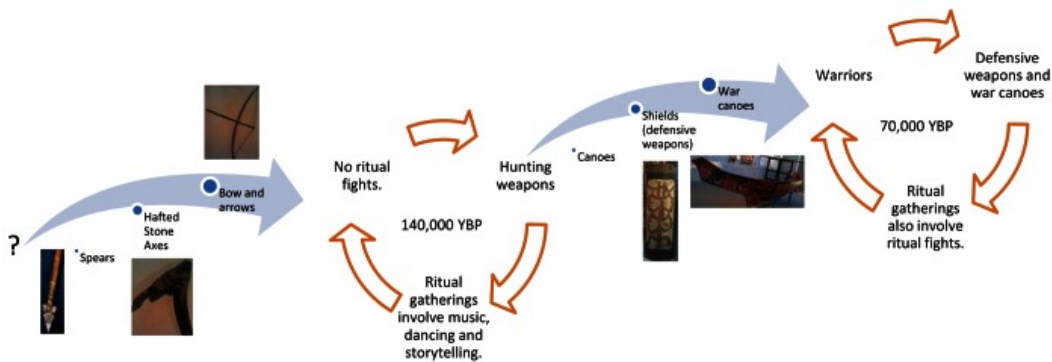 ?
Spears
Hafted
Stone
Axes
Bow and
arrows
No ritual
fights.
Hunting
weapons
140,000 YBP
Ritual
gatherings
involve music,
dancing and
storytelling.
Canoes
Shields
(defensive
weapons)
War
canoes
Warriors
Defensive
weapons and
war canoes
70,000 YBP
Ritual
gatherings
also involve
ritual fights.